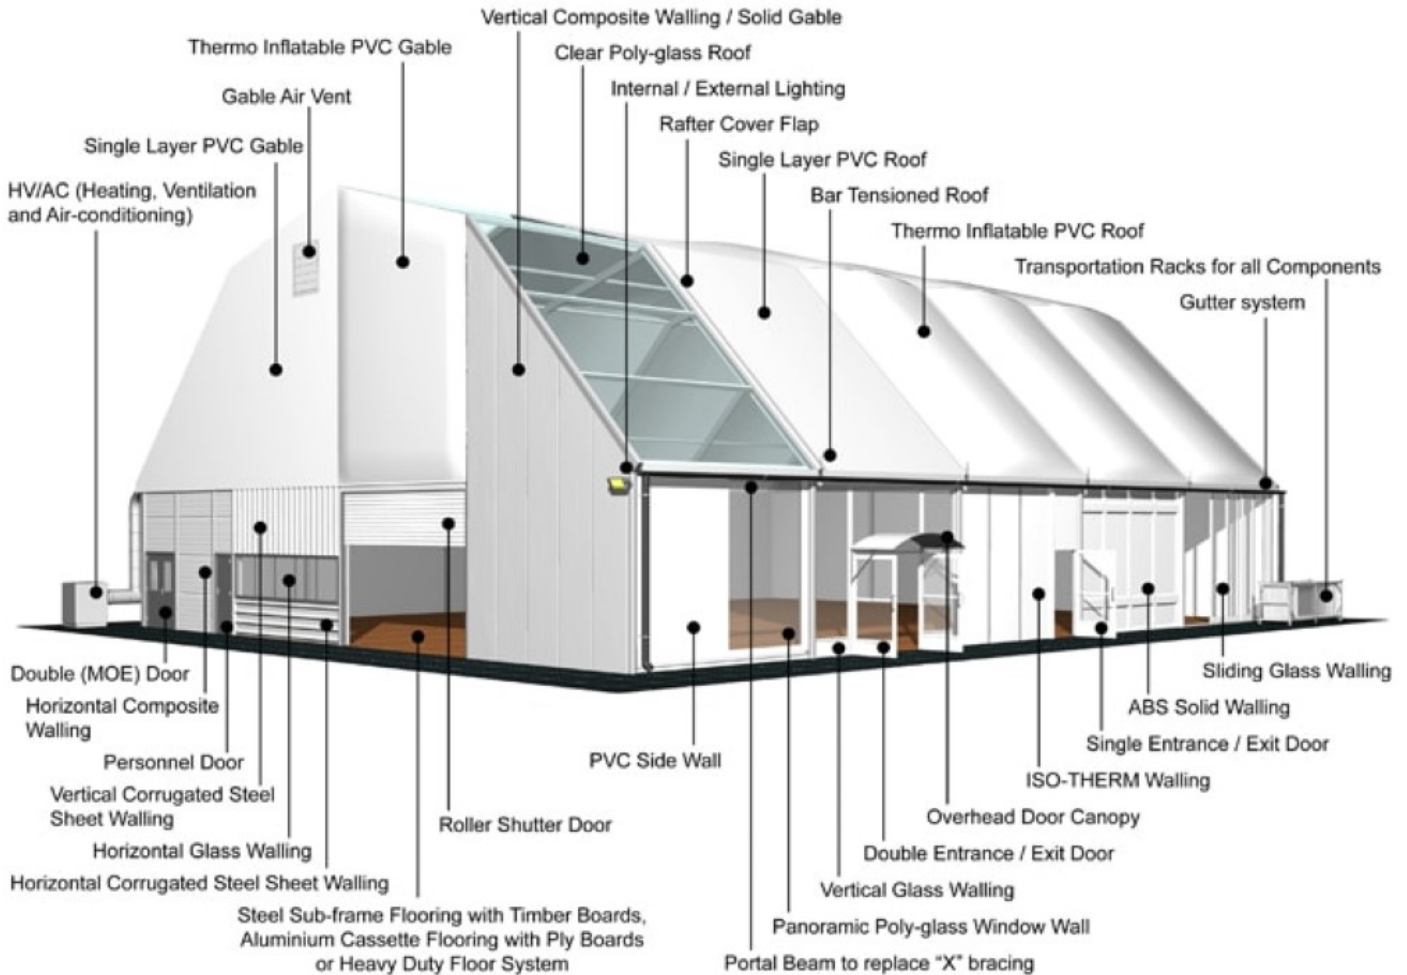 Vertical Composite Walling / Solid Gable
Thermo Inflatable PVC Gable
Clear Poly-glass Roof
Internal / External Lighting
Gable Air Vent
Rafter Cover Flap
Single Layer PVC Gable
Single Layer PVC Roof
HV/AC (Heating, Ventilation
and Air-conditioning)
Bar Tensioned Roof
Thermo Inflatable PVC Roof
Transportation Racks for all Components
Gutter system
Double (MOE) Door
Horizontal Composite
Walling
Personnel Door
Vertical Corrugated Steel
Sheet Walling
Horizontal Glass Walling
Horizontal Corrugated Steel Sheet Walling
Roller Shutter Door
Steel Sub-frame Flooring with Timber Boards,
Aluminium Cassette Flooring with Ply Boards
or Heavy Duty Floor System
PVC Side Wall
Sliding Glass Walling
ABS Solid Walling
Single Entrance / Exit Door
ISO-THERM Walling
Overhead Door Canopy
Double Entrance / Exit Door
Vertical Glass Walling
Panoramic Poly-glass Window Wall
Portal Beam to replace “X” bracing